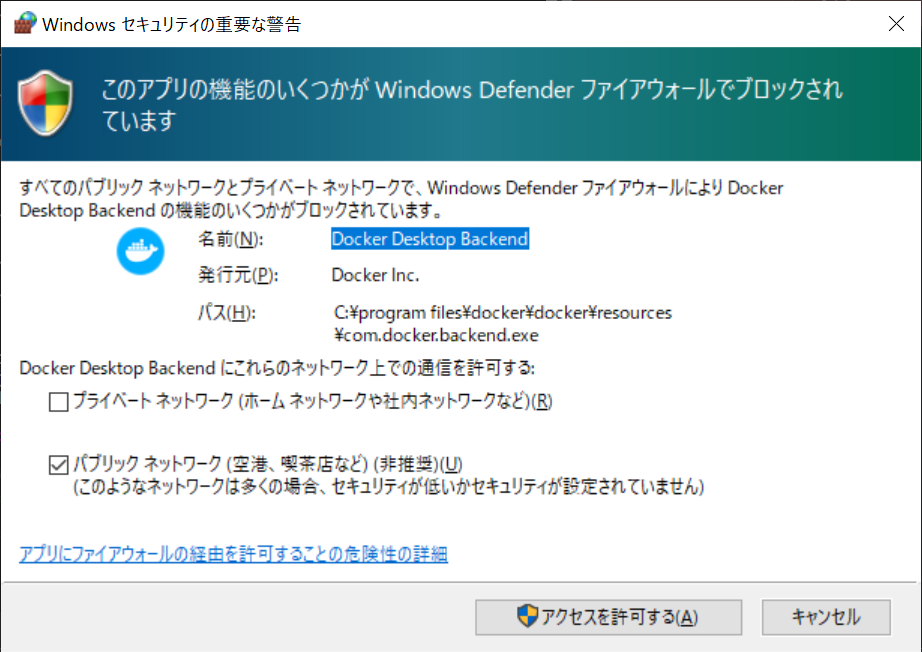 Windows セキュリティの重要な警告
このアプリの機能のいくつかが Windows Defender ファイアウォールでブロックされ
ています
すべてのパブリック ネットワークとプライベート ネットワークで、Windows Defender ファイアウォールにより Docker
Desktop Backend の機能のいくつかがブロックされています。
名前(N): Docker Desktop Backend
発行元(P): Docker Inc.
パス(H): C:¥program files¥docker¥docker¥resources
¥com.docker.backend.exe
Docker Desktop Backend にこれらのネットワーク上での通信を許可する:
プライベート ネットワーク (ホーム ネットワークや社内ネットワークなど)(R)
パブリック ネットワーク (空港、喫茶店など) (非推奨)(U)
(このようなネットワークは多くの場合、セキュリティが低いかセキュリティが設定されていません)
アプリにファイアウォールの経由を許可することの危険性の詳細
アクセスを許可する(A) キャンセル